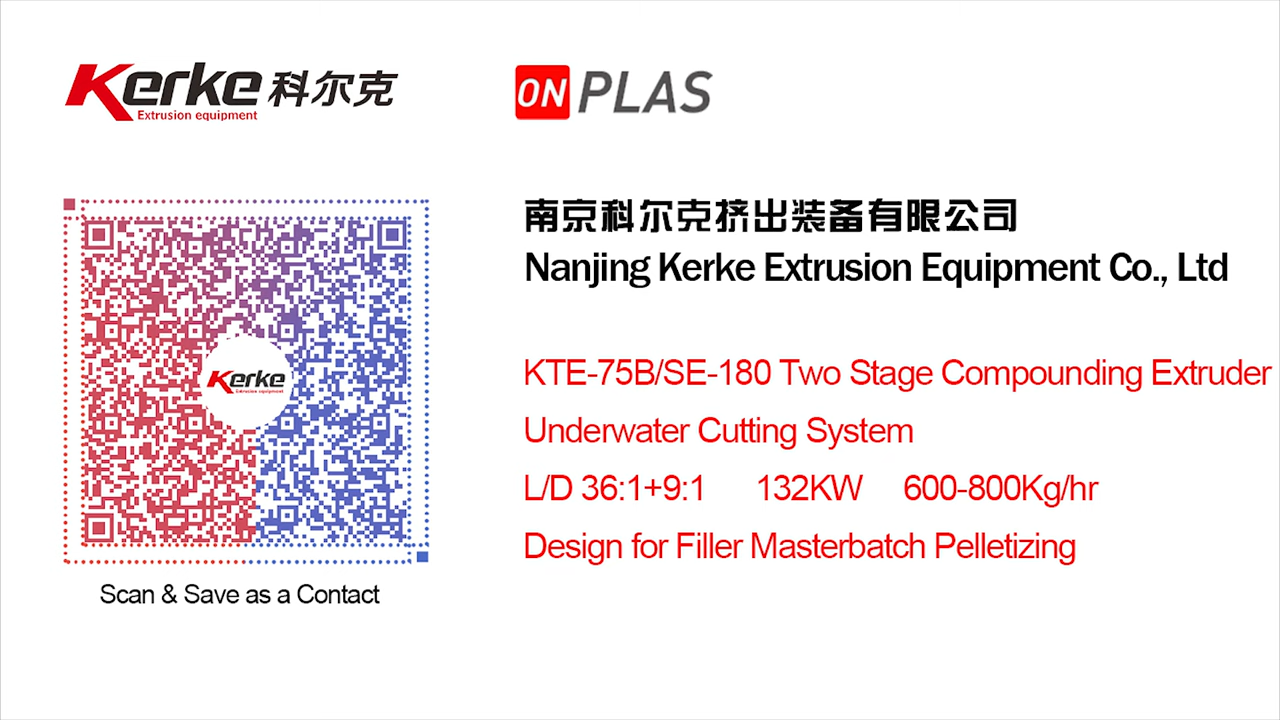 Kerke 科尔克
Extrusion equipment
ON PLAS
南京科尔克挤出装备有限公司
Nanjing Kerke Extrusion Equipment Co., Ltd
Kerke
Extrusion equipment
KTE-75B/SE-180 Two Stage Compounding Extruder
Underwater Cutting System
L/D 36:1+9:1 132KW 600-800Kg/hr
Design for Filler Masterbatch Pelletizing
Scan & Save as a Contact